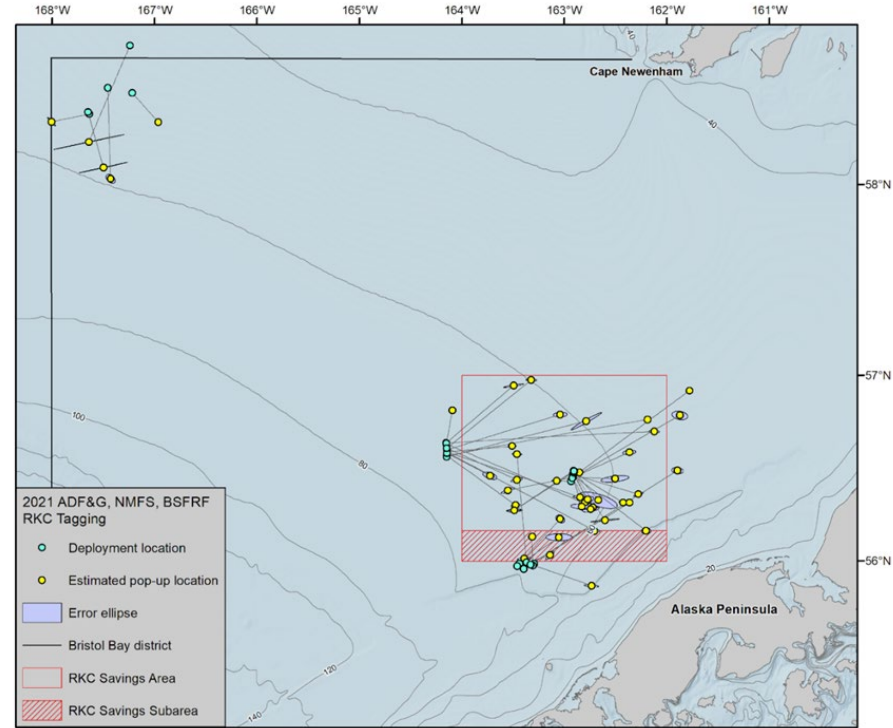 168°W
167°W
166°W
165°W
164°W
163°W
162°W
161°W
40
Cape Newenham
40
58°N
57°N
100
80
60
56°N
20
Alaska Peninsula
120
140
2021 ADF&G, NMFS, BSFRF
RKC Tagging
Deployment location
Estimated pop-up location
Error ellipse
Bristol Bay district
RKC Savings Area
RKC Savings Subarea